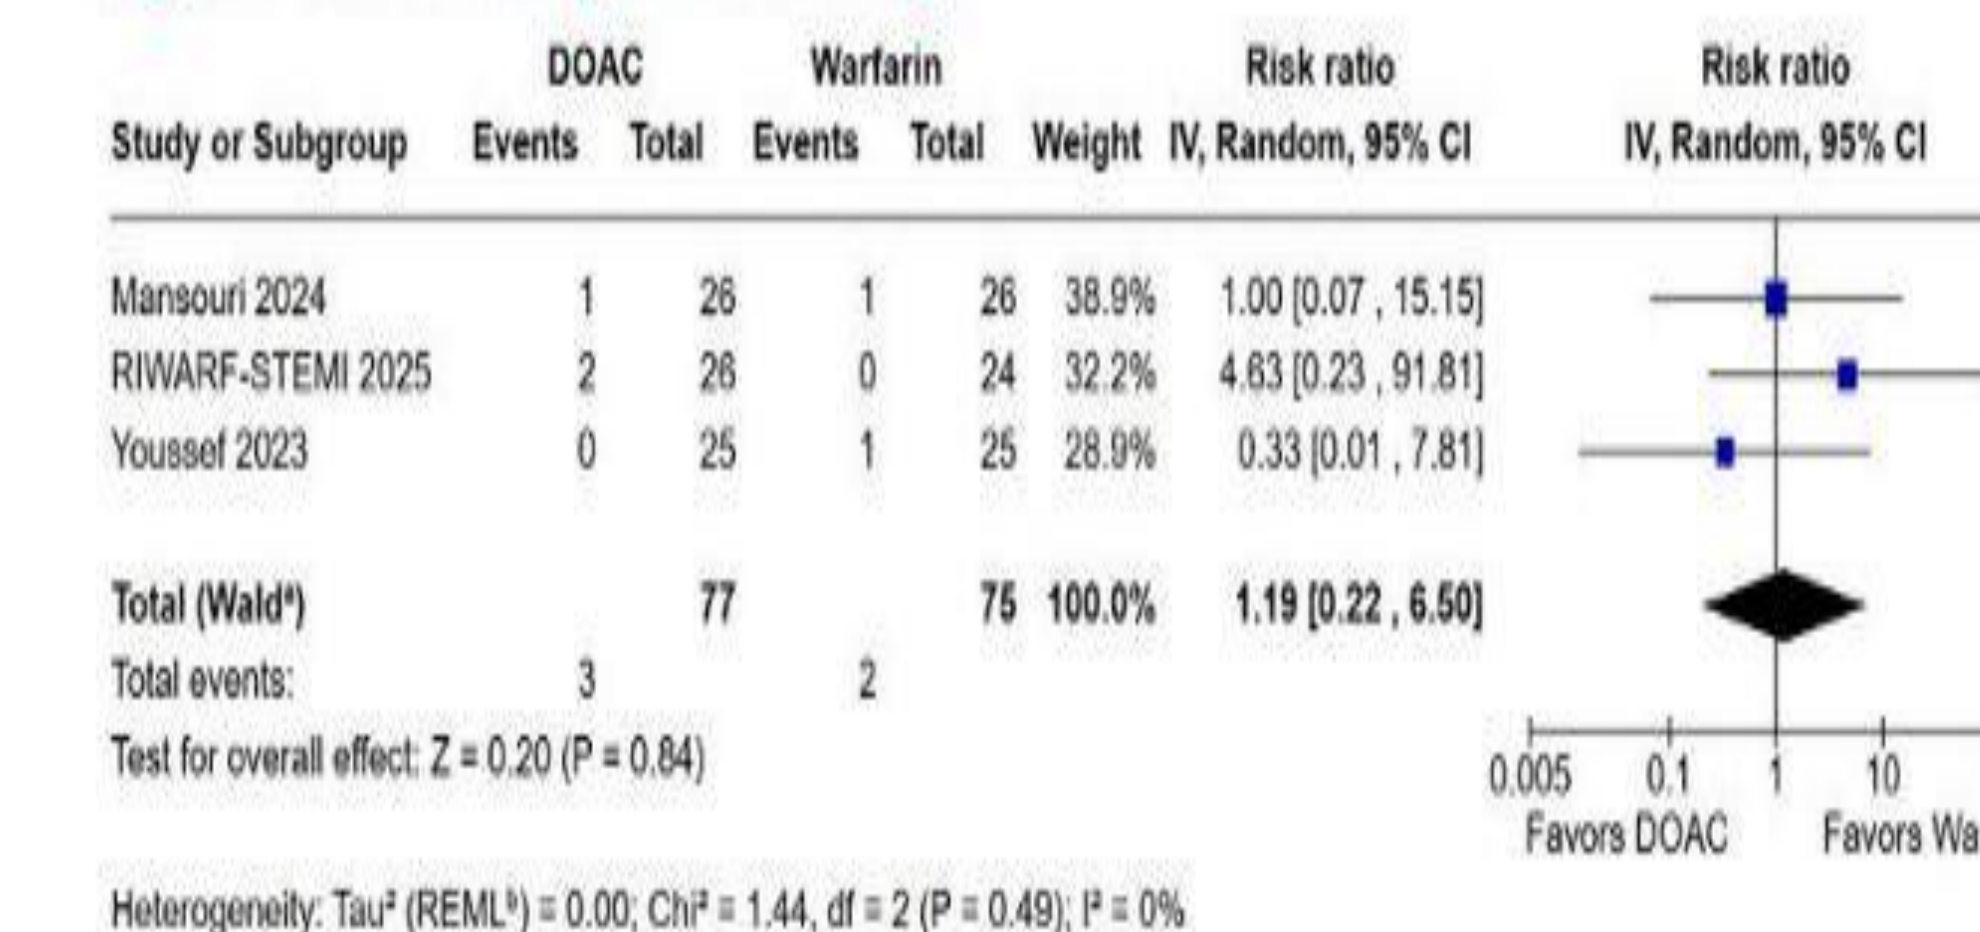 DOAC Warfarin Risk ratio Risk ratio
Study or Subgroup Events Total Events Total Weight IV, Random, 95% CI IV, Random, 95% CI
Mansouri 2024 1 26 1 26 38.9% 1.00 [0.07 , 15.15]
RIWARF-STEMI 2025 2 26 0 24 32.2% 4.63 [0.23 , 91.81]
Youssef 2023 0 25 1 25 28.9% 0.33 [0.01 , 7.81]
Total (Waldᵃ) 77 75 100.0% 1.19 [0.22 , 6.50]
Total events: 3 2
Test for overall effect: Z = 0.20 (P = 0.84)
0.005 0.1 1 10
Favors DOAC Favors Wa
Heterogeneity: Tau² (REMLᵇ) = 0.00; Chi² = 1.44, df = 2 (P = 0.49); I² = 0%